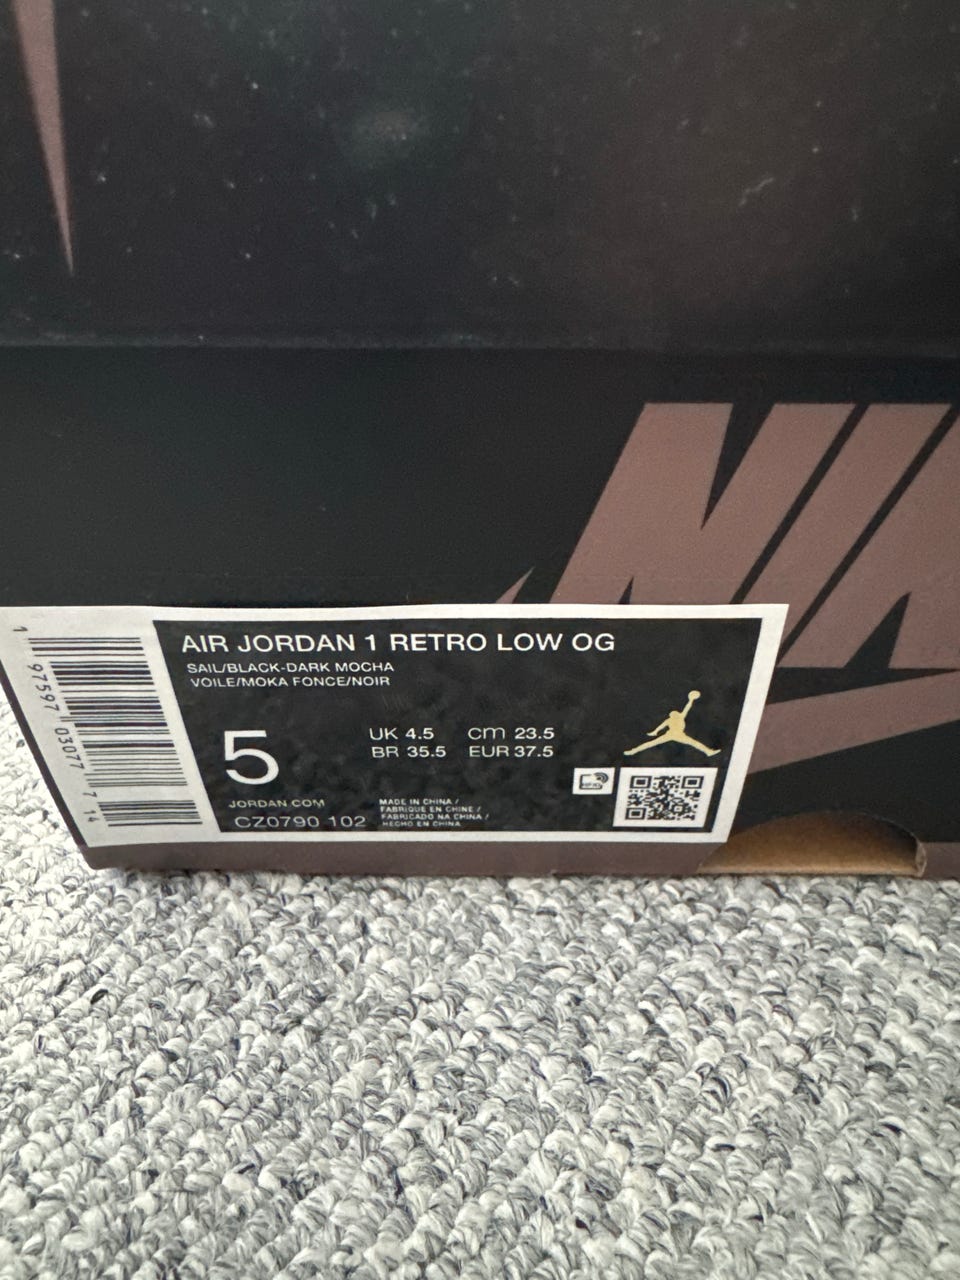 NIK
AIR JORDAN 1 RETRO LOW OG
SAIL/BLACK-DARK MOCHA
VOILE/MOKA FONCE/NOIR
5
UK 4.5 cm 23.5
BR 35.5 EUR 37.5
JORDAN.COM
CZ0790 102
MADE IN CHINA /
FABRIQUE EN CHINE /
FABRICADO NA CHINA /
HECHO EN CHINA
1 97597 03077 7 14